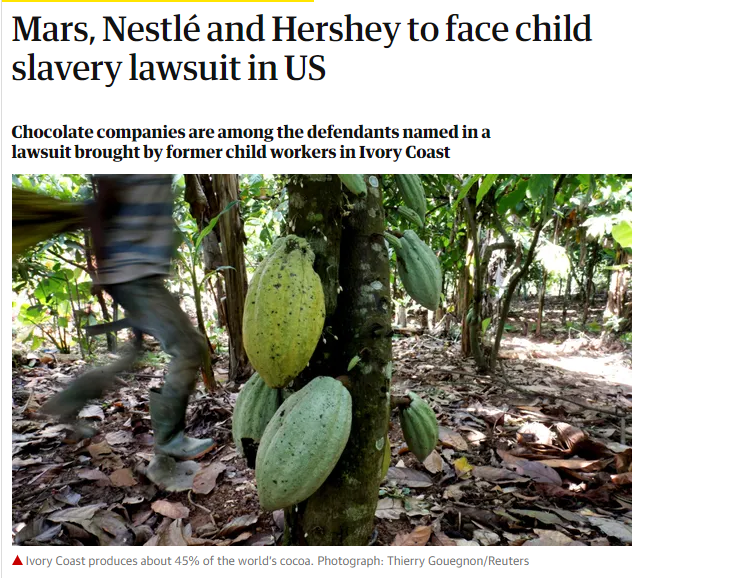 Mars, Nestlé and Hershey to face child
slavery lawsuit in US
Chocolate companies are among the defendants named in a
lawsuit brought by former child workers in Ivory Coast
Ivory Coast produces about 45% of the world's cocoa. Photograph: Thierry Gouegnon/Reuters